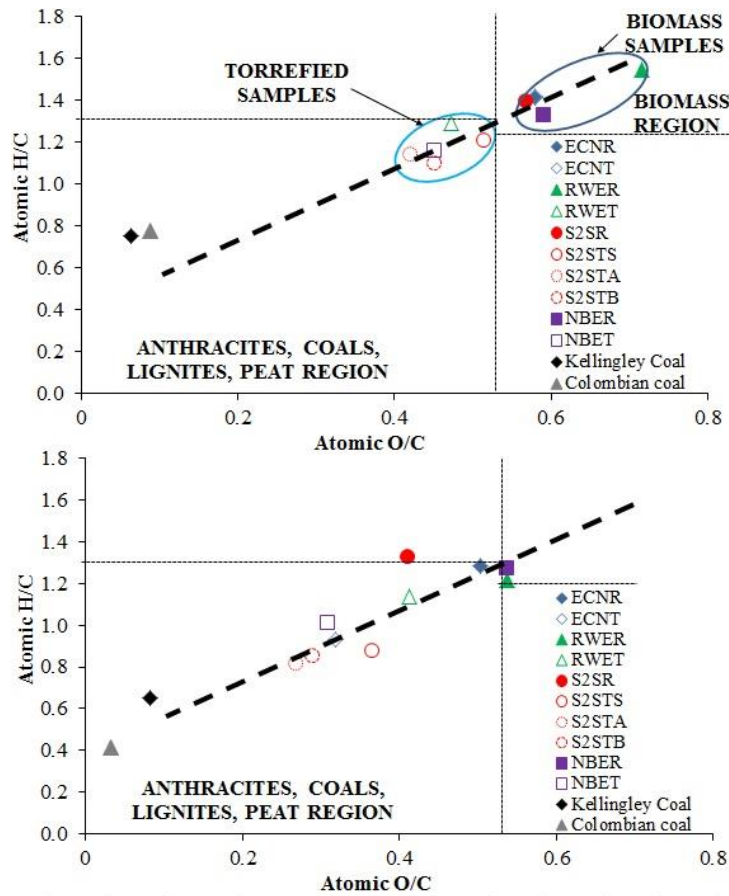 1.8
1.6
1.4
1.2
1.0
0.8
0.6
0.4
0.2
0.0
Atomic H/C
BIOMASS
SAMPLES
TORREFIED
SAMPLES
BIOMASS
REGION
ECNR
ECNT
RWER
RWET
S2SR
S2STS
S2STA
S2STB
NBER
NBET
Kellingley Coal
Colombian coal
ANTHRACITES, COALS,
LIGNITES, PEAT REGION
0 0.2 0.4 0.6 0.8
Atomic O/C
1.8
1.6
1.4
1.2
1.0
0.8
0.6
0.4
0.2
0.0
Atomic H/C
ECNR
ECNT
RWER
RWET
S2SR
S2STS
S2STA
S2STB
NBER
NBET
Kellingley Coal
Colombian coal
ANTHRACITES, COALS,
LIGNITES, PEAT REGION
0 0.2 0.4 0.6 0.8
Atomic O/C